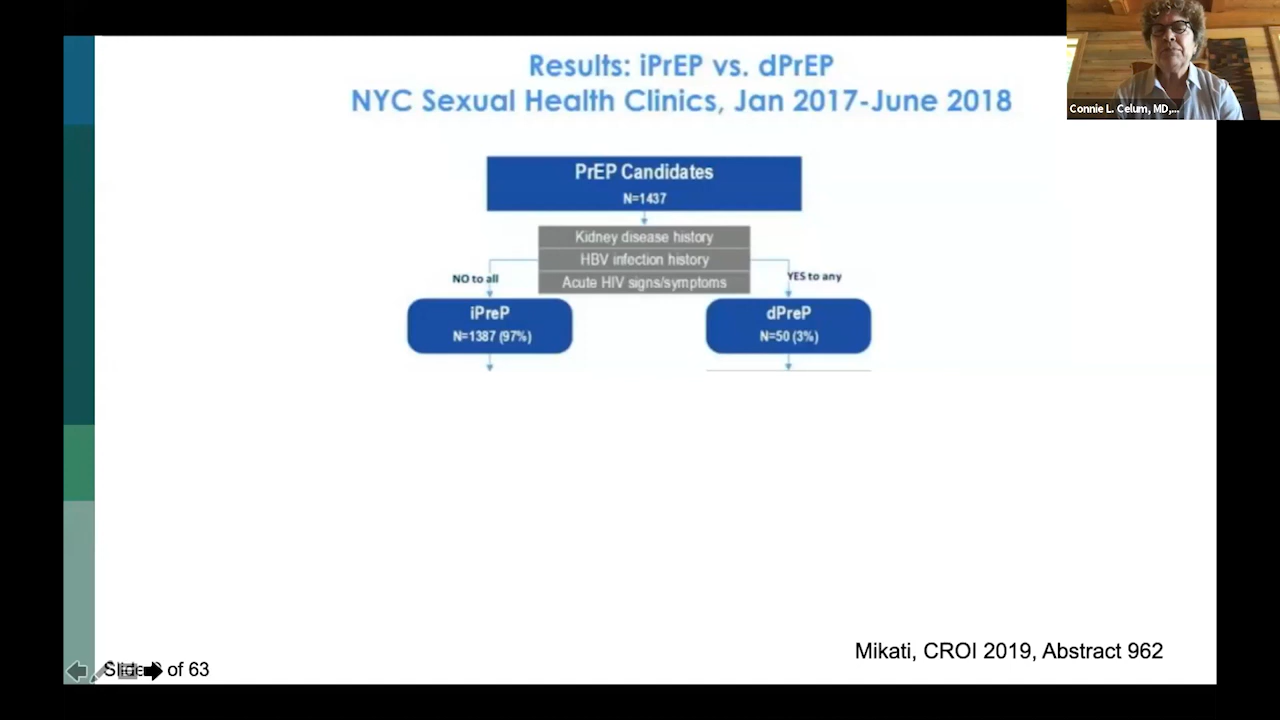 Results: iPrEP vs. dPrEP
NYC Sexual Health Clinics, Jan 2017-June 2018
Connie L. Celum, MD,...
PrEP Candidates
N=1437
Kidney disease history
HBV infection history
Acute HIV signs/symptoms
NO to all
YES to any
iPreP
N=1387 (97%)
dPreP
N=50 (3%)
Mikati, CROI 2019, Abstract 962
Slide of 63